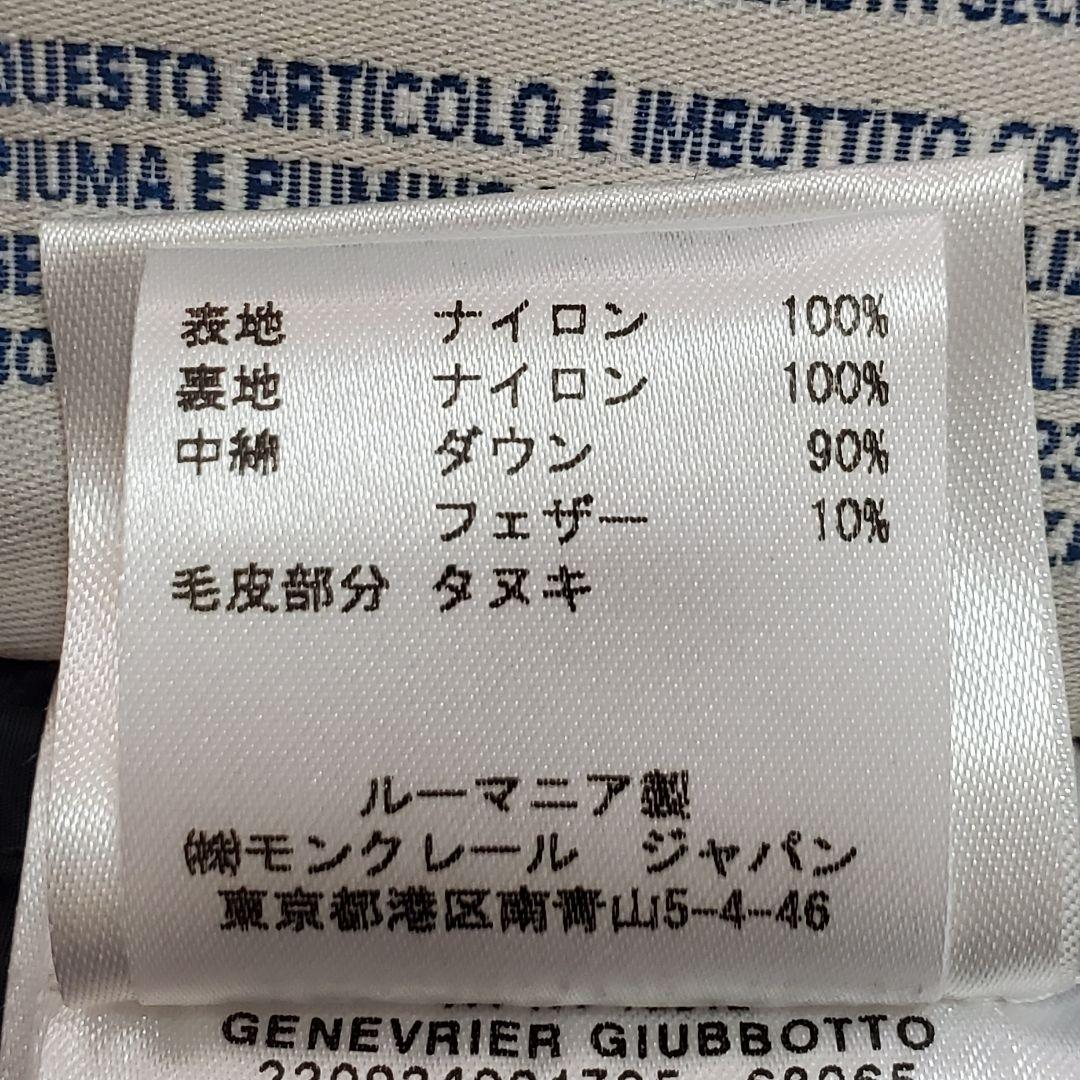 QUESTO ARTICOLO É IMBOTTITO CO
PIUMA E PIUMINO
表地 ナイロン 100%
裏地 ナイロン 100%
中綿 ダウン 90%
フェザー 10%
毛皮部分 タヌキ
ルーマニア製
㈱モンクレール ジャパン
東京都港区南青山5-4-46
GENEVRIER GIUBBOTTO